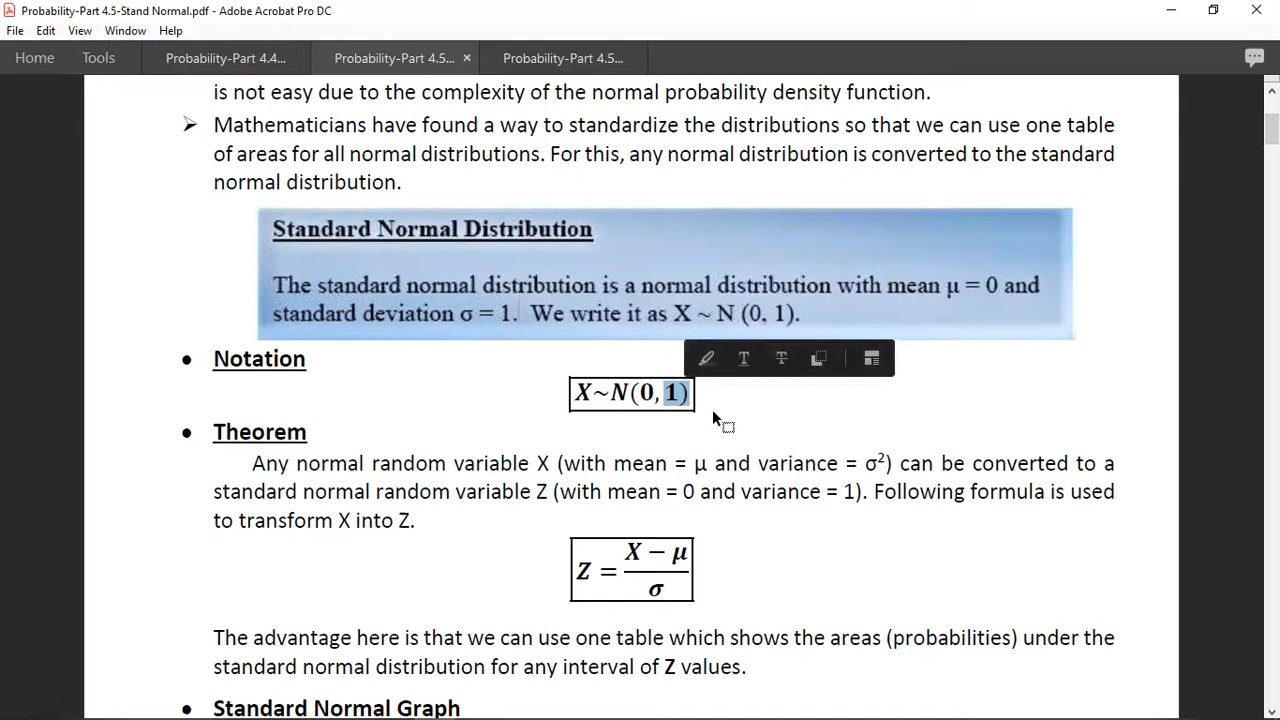 Probability-Part 4.5-Stand Normal.pdf - Adobe Acrobat Pro DC
File Edit View Window Help
Home Tools Probability-Part 4.4... Probability-Part 4.5... × Probability-Part 4.5...
is not easy due to the complexity of the normal probability density function.
➢ Mathematicians have found a way to standardize the distributions so that we can use one table
of areas for all normal distributions. For this, any normal distribution is converted to the standard
normal distribution.
Standard Normal Distribution
The standard normal distribution is a normal distribution with mean μ = 0 and
standard deviation σ = 1. We write it as X ~ N (0, 1).
• Notation
X~N(0, 1)
• Theorem
Any normal random variable X (with mean = μ and variance = σ²) can be converted to a
standard normal random variable Z (with mean = 0 and variance = 1). Following formula is used
to transform X into Z.
Z = (X − μ)/σ
The advantage here is that we can use one table which shows the areas (probabilities) under the
standard normal distribution for any interval of Z values.
• Standard Normal Graph